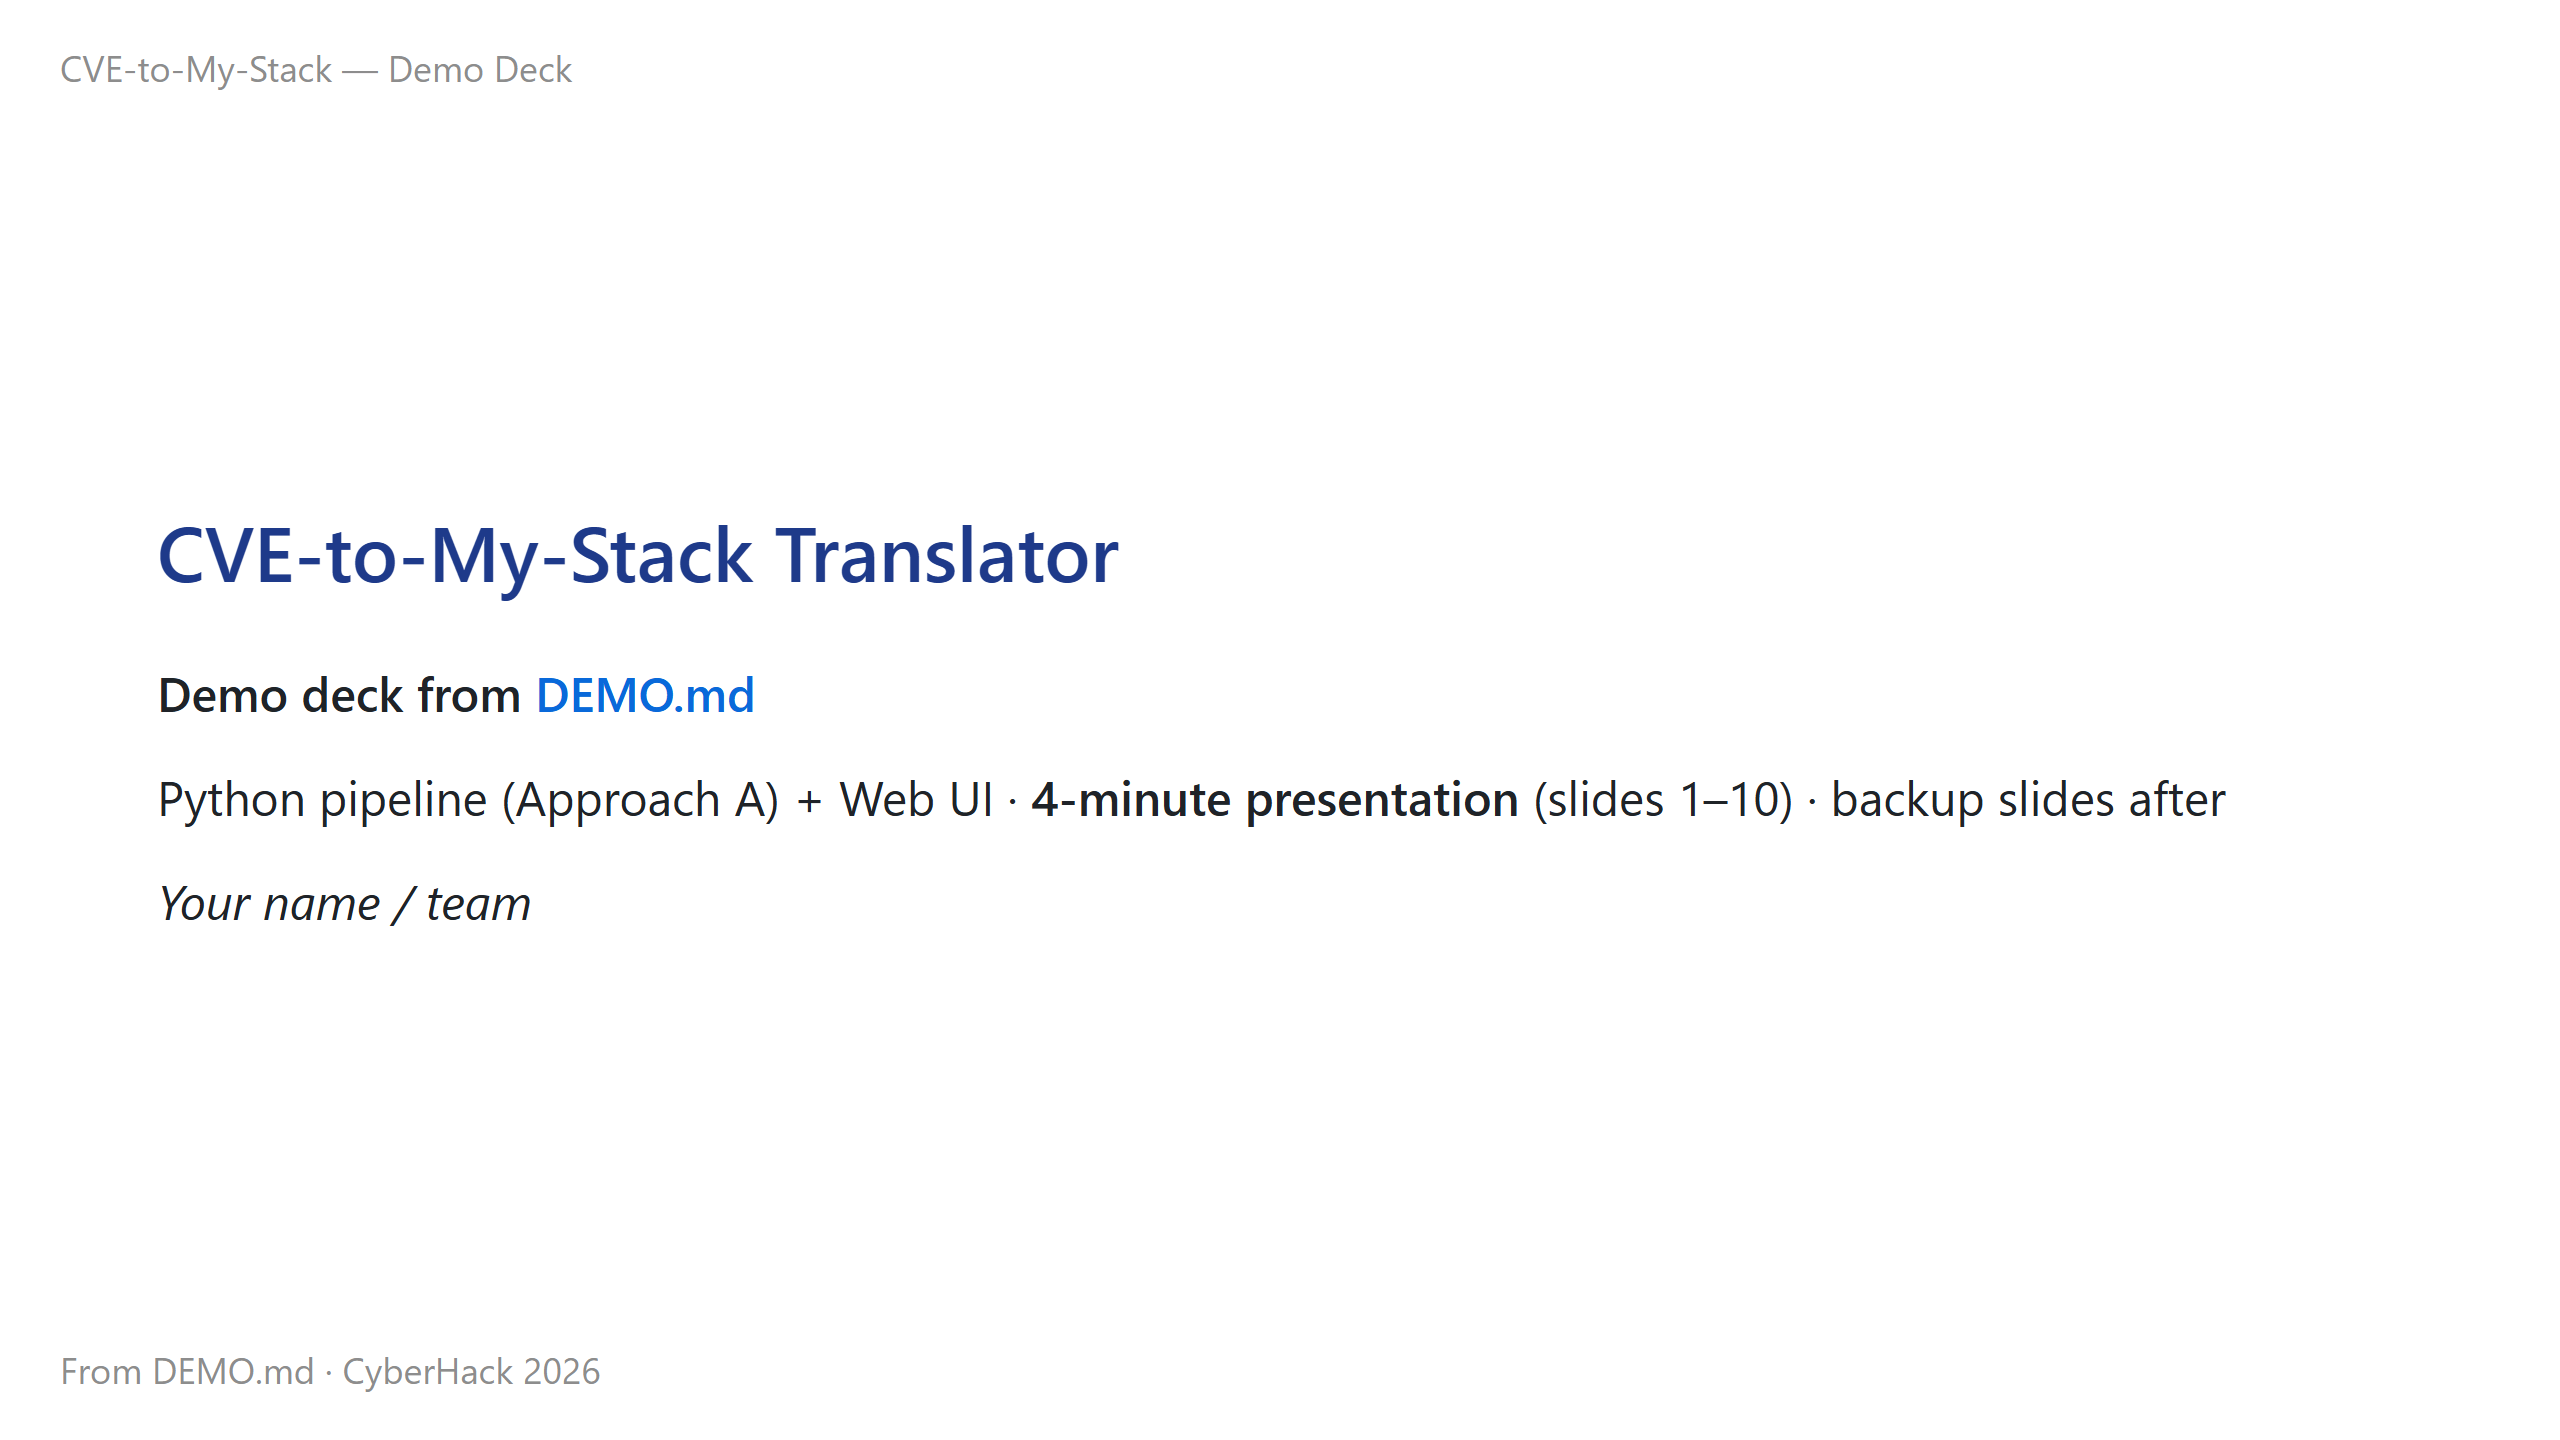 CVE-to-My-Stack — Demo Deck
CVE-to-My-Stack Translator
Demo deck from DEMO.md
Python pipeline (Approach A) + Web UI · 4-minute presentation (slides 1–10) · backup slides after
Your name / team
From DEMO.md · CyberHack 2026